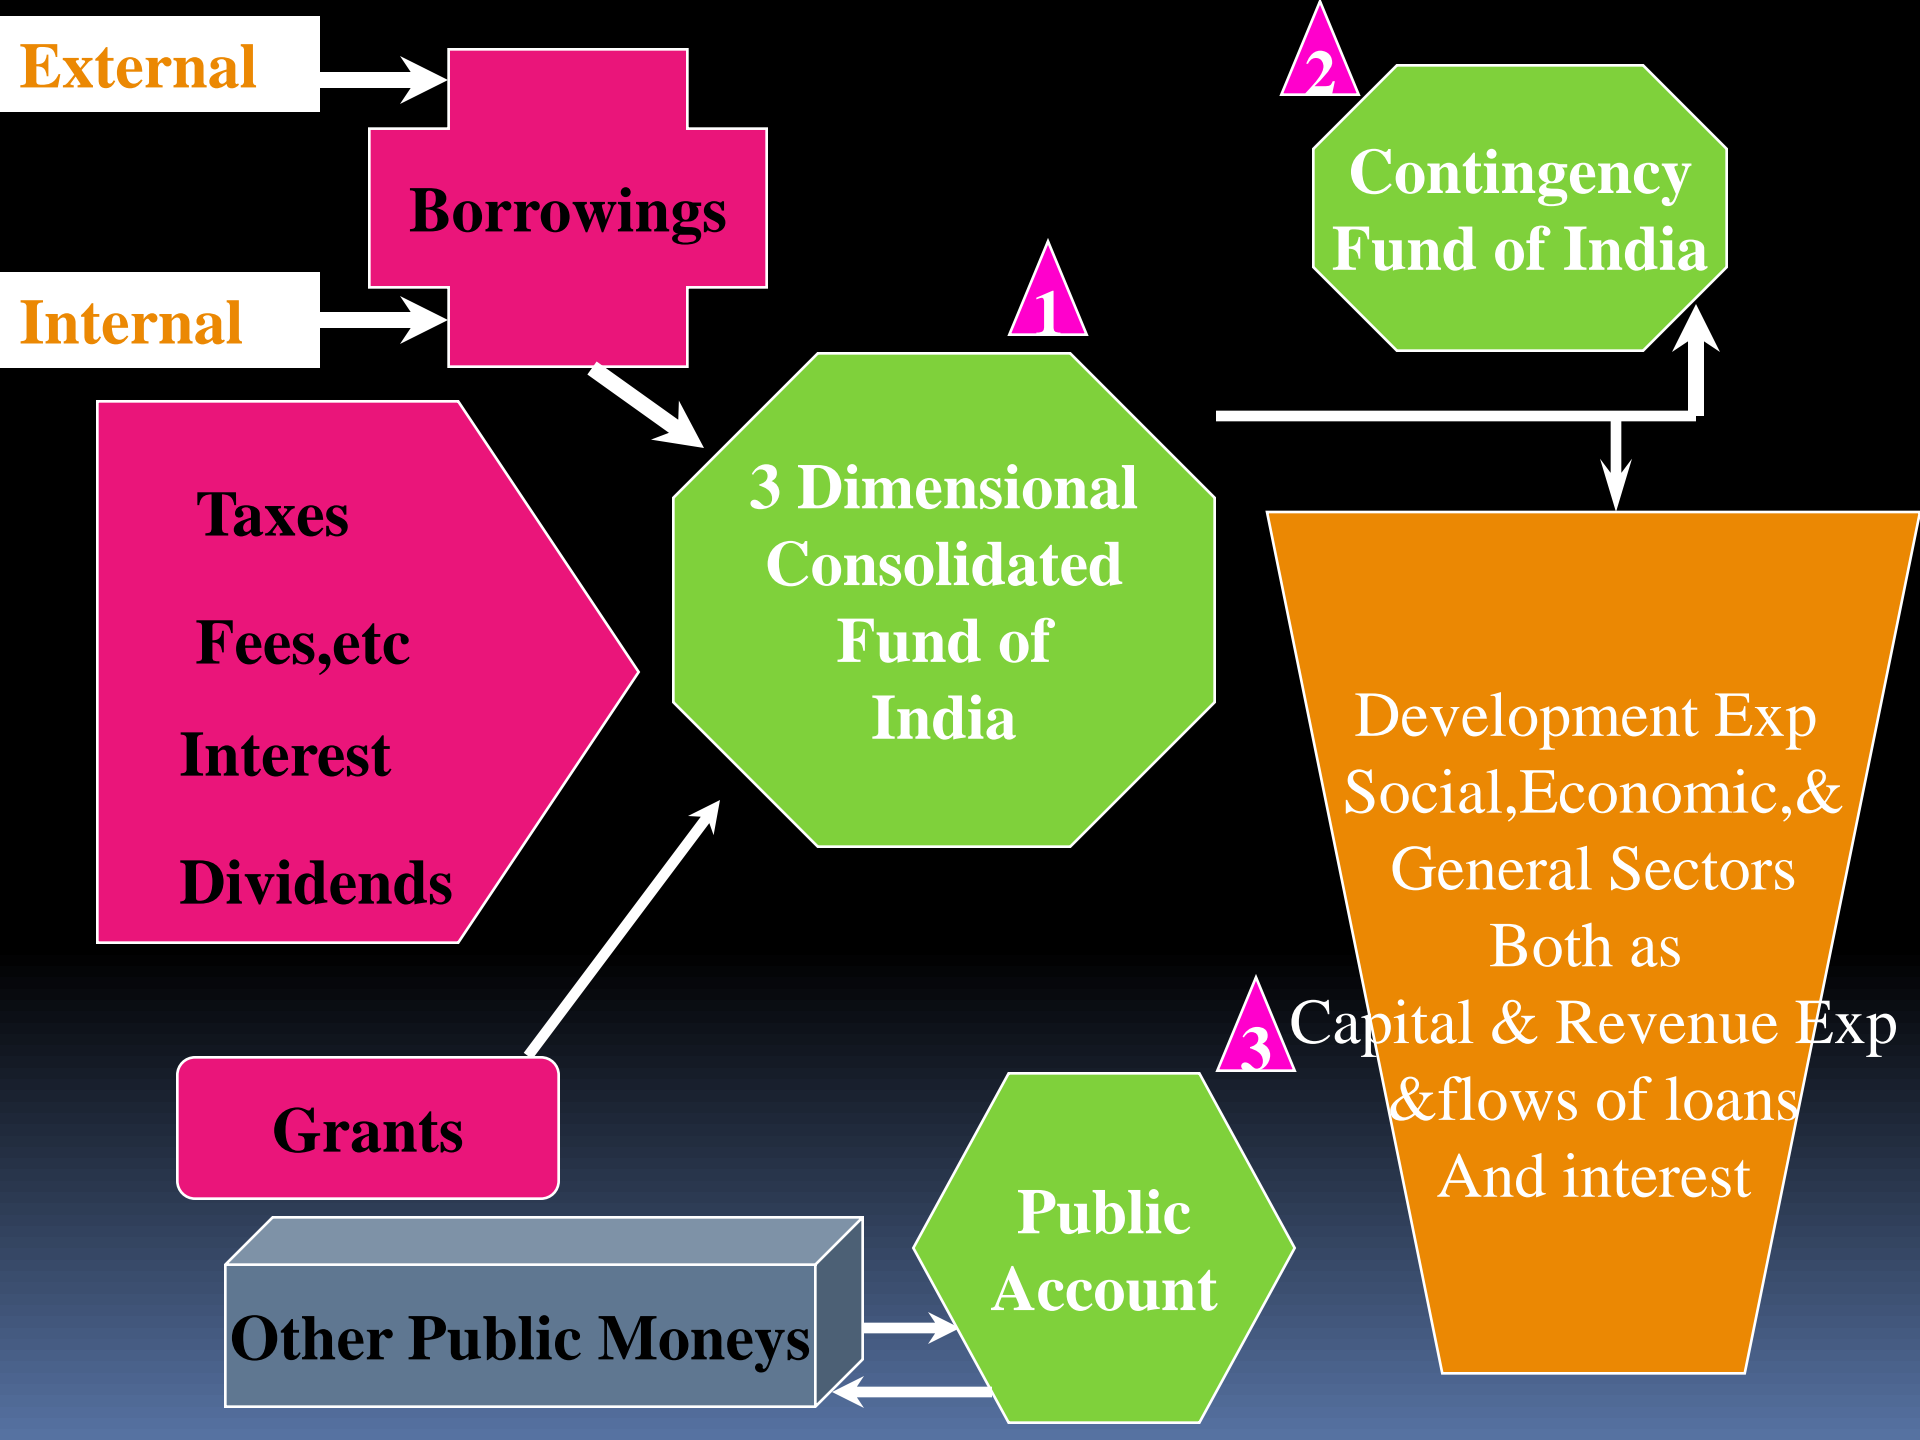 External
Borrowings
Internal
2
Contingency
Fund of India
1
3 Dimensional
Consolidated
Fund of
India
Taxes
Fees,etc
Interest
Dividends
Grants
Development Exp
Social,Economic,&
General Sectors
Both as
Capital & Revenue Exp
&flows of loans
And interest
3
Public
Account
Other Public Moneys